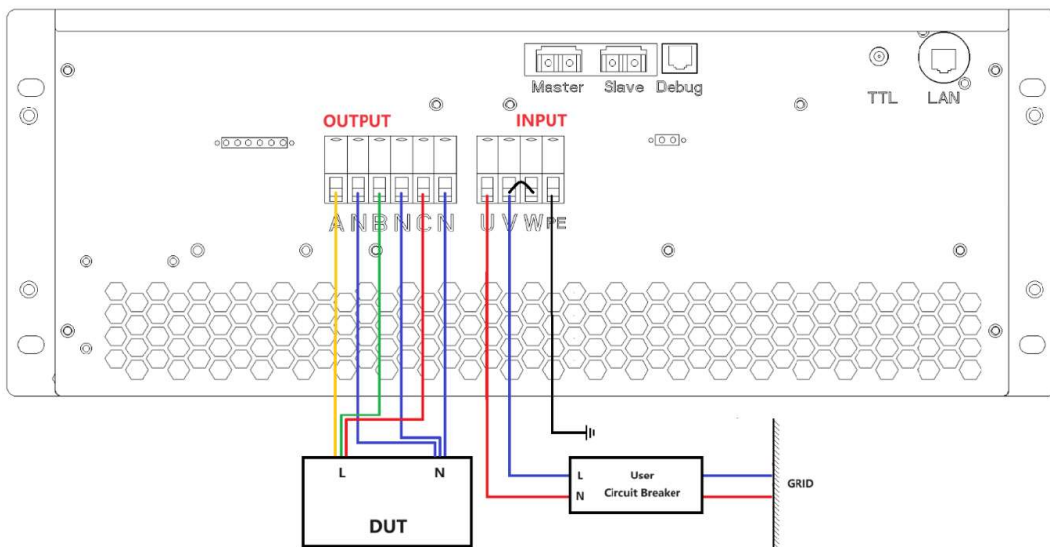 Master Slave Debug
TTL LAN
OUTPUT INPUT
A N B N C N U V W PE
L N
DUT
L
N
User
Circuit Breaker
GRID